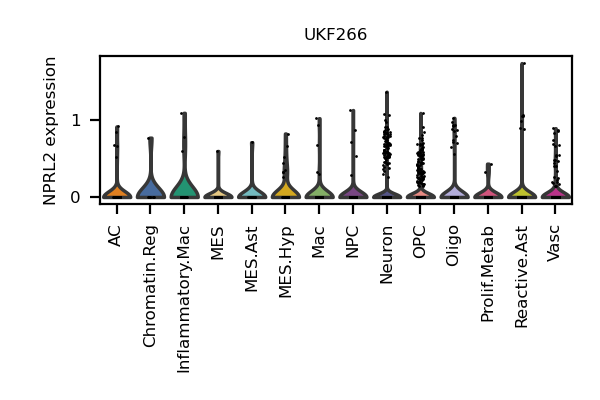 UKF266
NPRL2 expression
1
0
AC
Chromatin.Reg
Inflammatory.Mac
MES
MES.Ast
MES.Hyp
Mac
NPC
Neuron
OPC
Oligo
Prolif.Metab
Reactive.Ast
Vasc